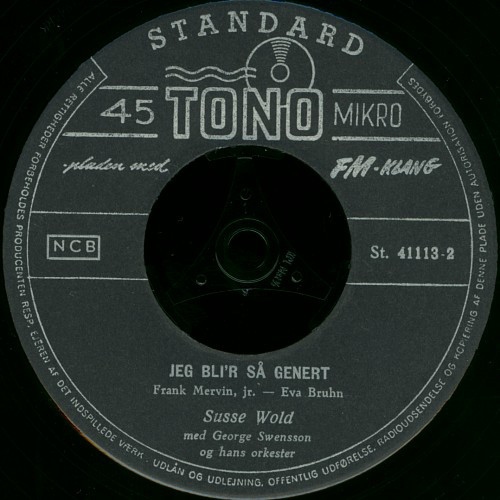 STANDARD
45 TONO MIKRO
-pladen med FM-KLANG
NCB
St. 41113-2
JEG BLI'R SÅ GENERT
Frank Mervin, jr. — Eva Bruhn
Susse Wold
med George Swensson
og hans orkester
ALLE RETTIGHEDER FORBEHOLDES PRODUCENTEN RESP. EJEREN AF DET INDSPILLEDE VÆRK · UDLÅN OG UDLEJNING, OFFENTLIG UDFØRELSE, RADIOUDSENDELSE OG KOPIERING AF DENNE PLADE UDEN AUTORISATION FORBYDES